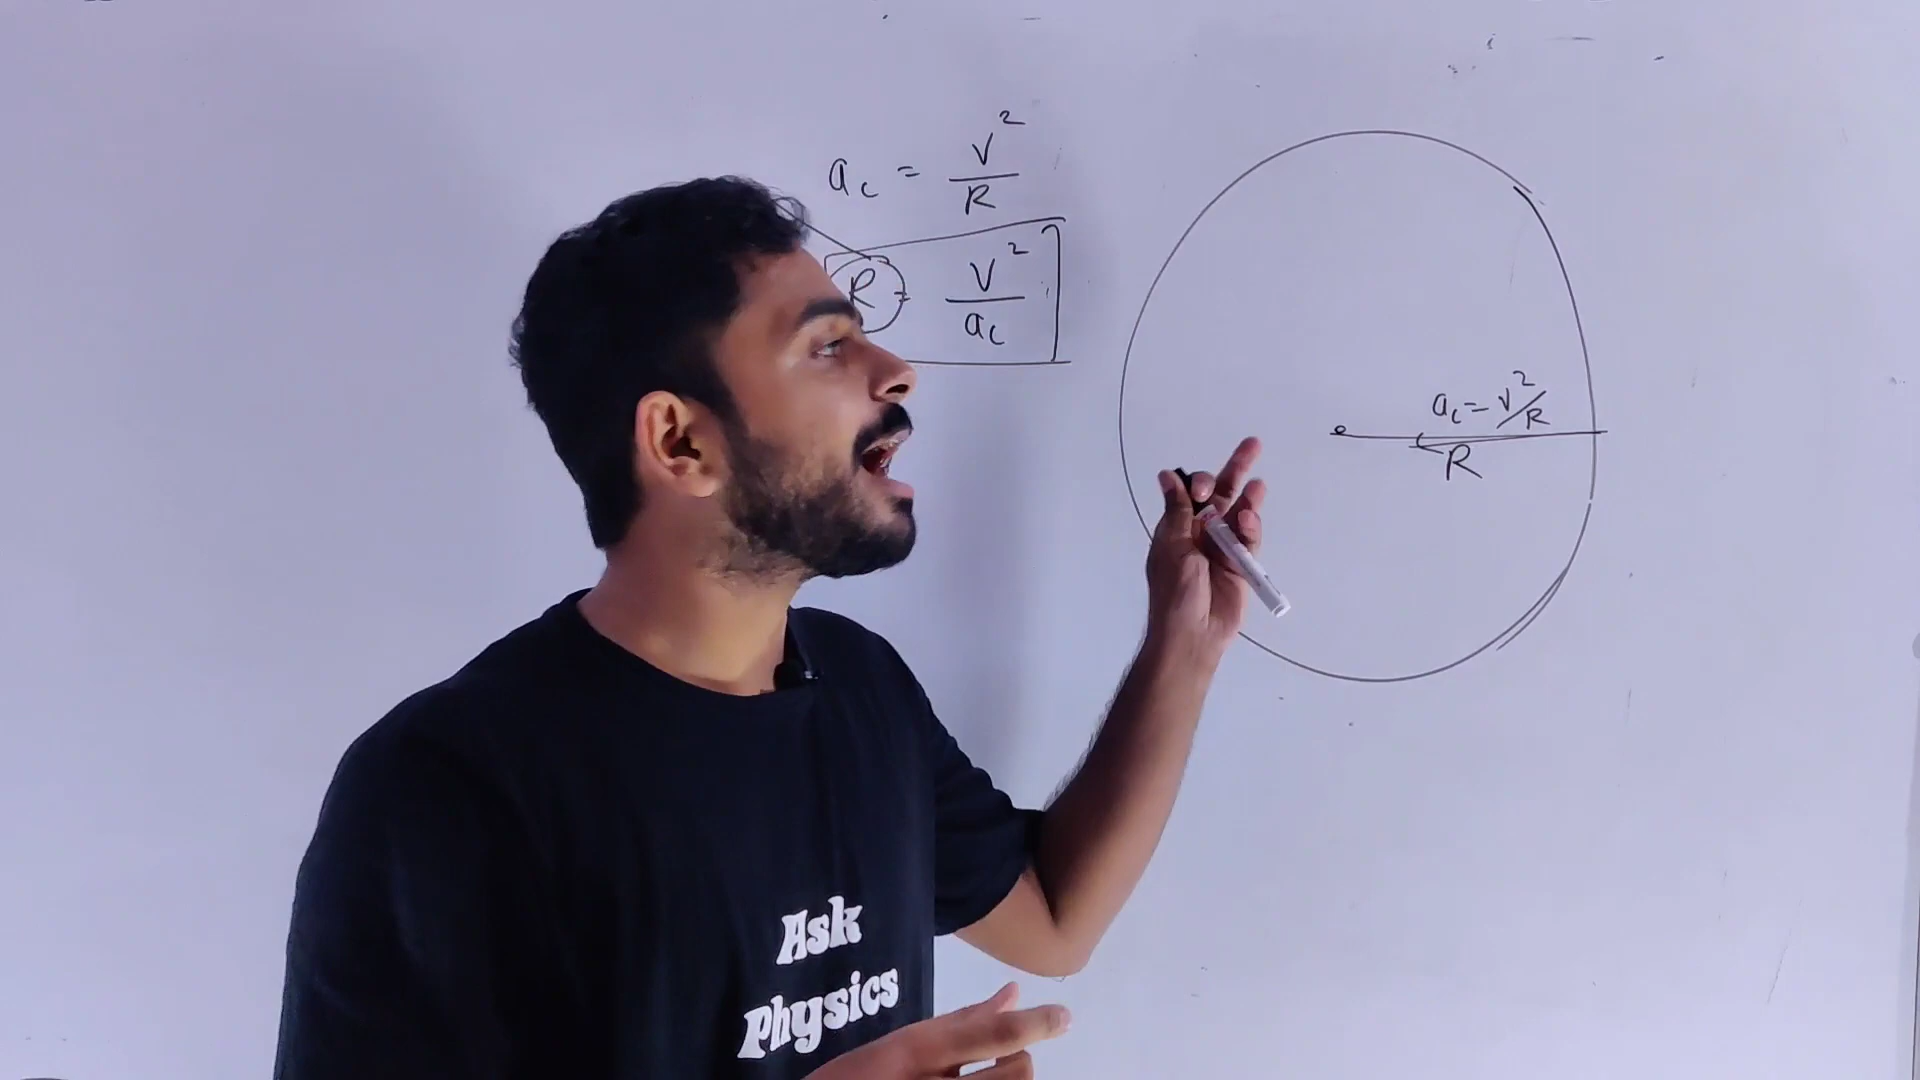 a_c = V²/R
R = V²/a_c
a_c = V²/R
R
Ask
Physics